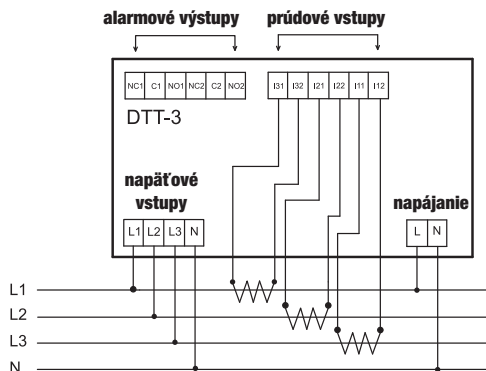 alarmové výstupy prúdové vstupy
NC1 C1 NO1 NC2 C2 NO2 I31 I32 I21 I22 I11 I12
DTT-3
napäťové
vstupy
napájanie
L1 L2 L3 N L N
L1
L2
L3
N